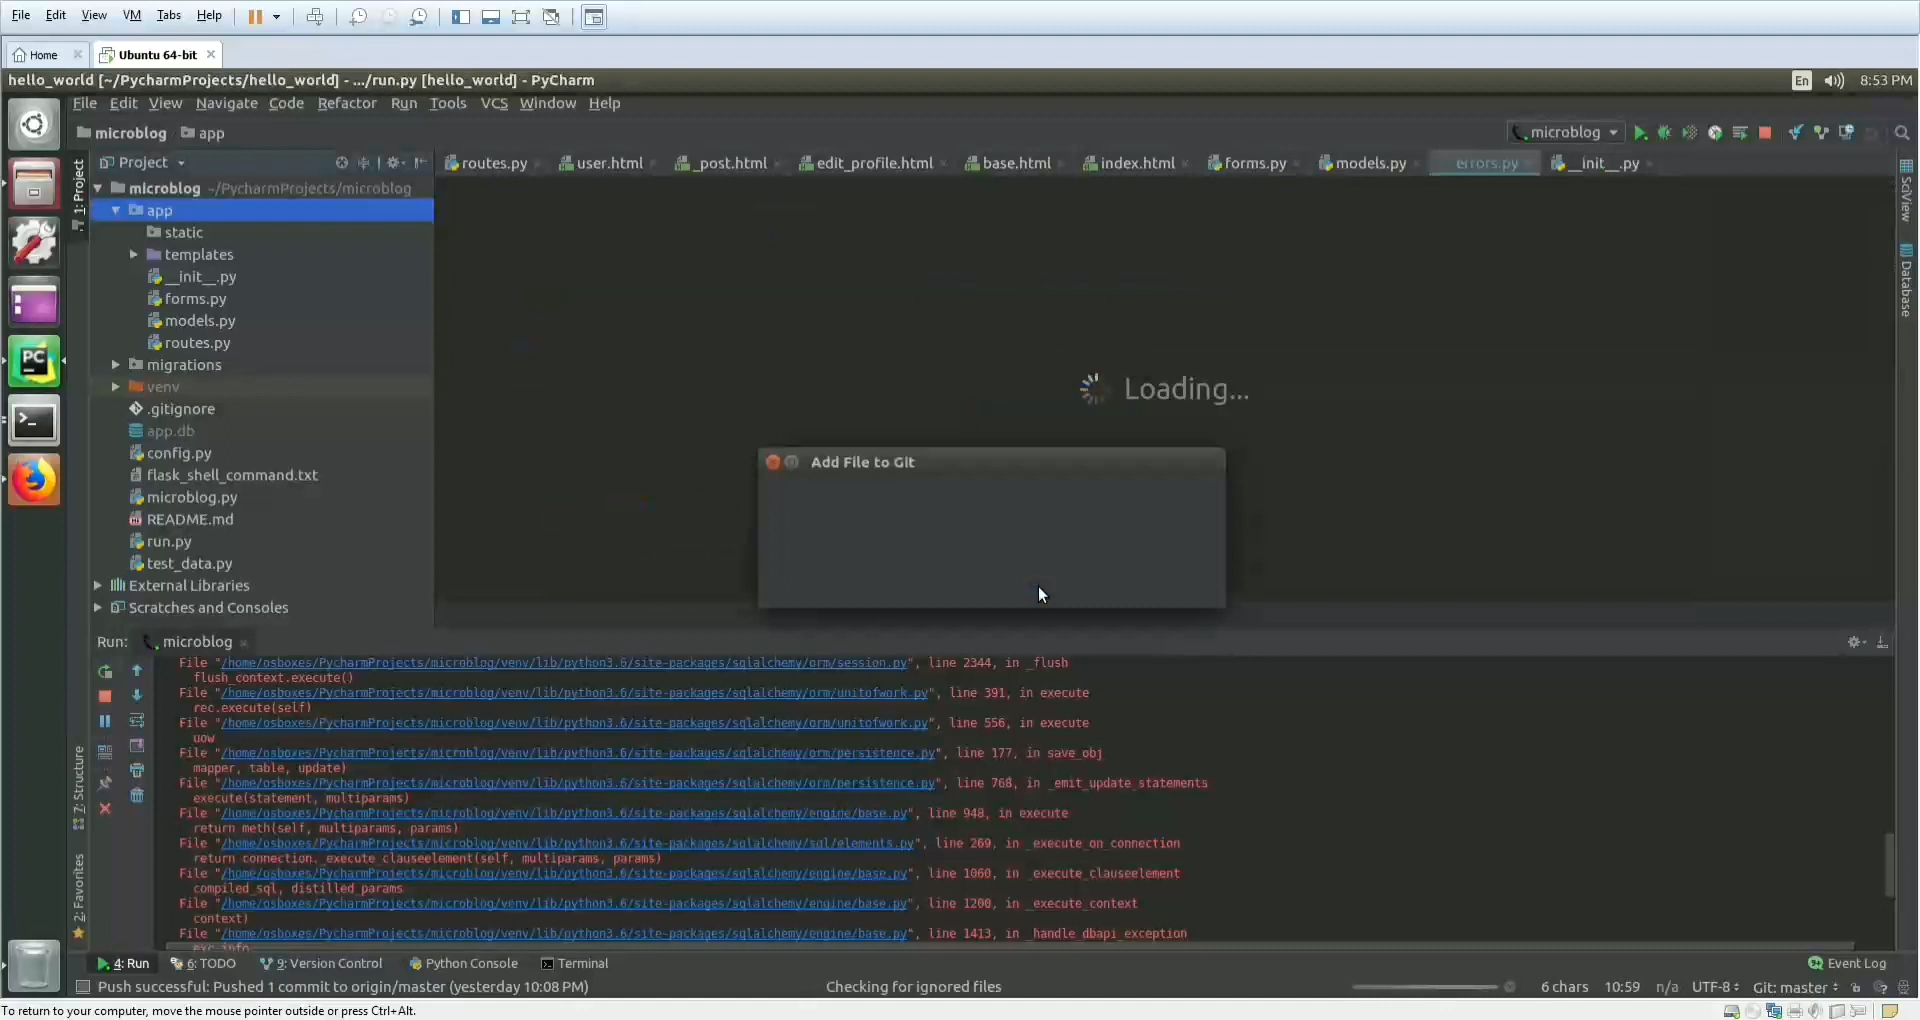 File Edit View VM Tabs Help
Home Ubuntu 64-bit
hello_world [~/PycharmProjects/hello_world] - .../run.py [hello_world] - PyCharm En 8:53 PM
File Edit View Navigate Code Refactor Run Tools VCS Window Help
microblog app microblog
1: Project
Project
routes.py user.html _post.html edit_profile.html base.html index.html forms.py models.py errors.py __init__.py
SciView
Database
microblog ~/PycharmProjects/microblog
app
static
templates
__init__.py
forms.py
models.py
routes.py
migrations
venv
.gitignore
app.db
config.py
flask_shell_command.txt
microblog.py
README.md
run.py
test_data.py
External Libraries
Scratches and Consoles
PC
Loading...
Add File to Git
Run: microblog
File "/home/osboxes/PycharmProjects/microblog/venv/lib/python3.6/site-packages/sqlalchemy/orm/session.py", line 2344, in _flush
flush_context.execute()
File "/home/osboxes/PycharmProjects/microblog/venv/lib/python3.6/site-packages/sqlalchemy/orm/unitofwork.py", line 391, in execute
rec.execute(self)
File "/home/osboxes/PycharmProjects/microblog/venv/lib/python3.6/site-packages/sqlalchemy/orm/unitofwork.py", line 556, in execute
uow
File "/home/osboxes/PycharmProjects/microblog/venv/lib/python3.6/site-packages/sqlalchemy/orm/persistence.py", line 177, in save_obj
mapper, table, update)
File "/home/osboxes/PycharmProjects/microblog/venv/lib/python3.6/site-packages/sqlalchemy/orm/persistence.py", line 768, in _emit_update_statements
execute(statement, multiparams)
File "/home/osboxes/PycharmProjects/microblog/venv/lib/python3.6/site-packages/sqlalchemy/engine/base.py", line 948, in execute
return meth(self, multiparams, params)
File "/home/osboxes/PycharmProjects/microblog/venv/lib/python3.6/site-packages/sqlalchemy/sql/elements.py", line 269, in _execute_on_connection
return connection._execute_clauseelement(self, multiparams, params)
File "/home/osboxes/PycharmProjects/microblog/venv/lib/python3.6/site-packages/sqlalchemy/engine/base.py", line 1060, in _execute_clauseelement
compiled_sql, distilled_params
File "/home/osboxes/PycharmProjects/microblog/venv/lib/python3.6/site-packages/sqlalchemy/engine/base.py", line 1200, in _execute_context
context)
File "/home/osboxes/PycharmProjects/microblog/venv/lib/python3.6/site-packages/sqlalchemy/engine/base.py", line 1413, in _handle_dbapi_exception
exc_info
7: Structure
2: Favorites
4: Run 6: TODO 9: Version Control Python Console Terminal Event Log
Push successful: Pushed 1 commit to origin/master (yesterday 10:08 PM) Checking for ignored files 6 chars 10:59 n/a UTF-8 Git: master
To return to your computer, move the mouse pointer outside or press Ctrl+Alt.